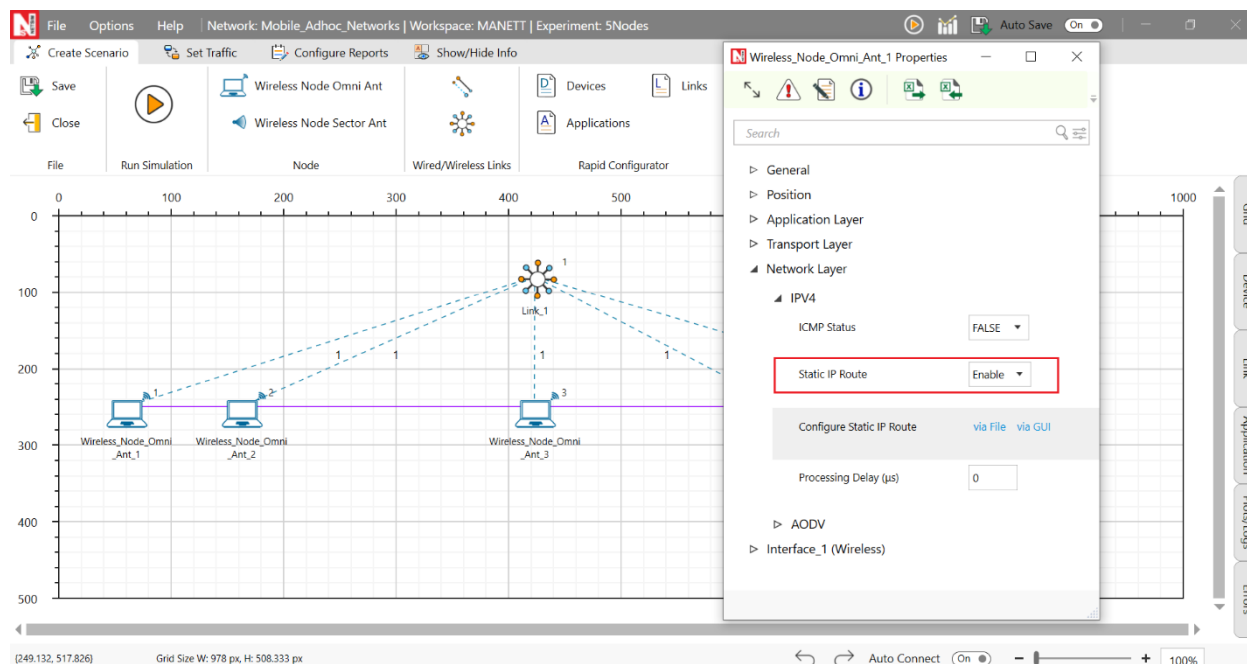 File Options Help Network: Mobile_Adhoc_Networks | Workspace: MANETT | Experiment: 5Nodes Auto Save On
Create Scenario Set Traffic Configure Reports Show/Hide Info
Save
Close
Wireless Node Omni Ant
Wireless Node Sector Ant
Devices
Links
Applications
File Run Simulation Node Wired/Wireless Links Rapid Configurator
0 100 200 300 400 500 1000
0
100
200
300
400
500
1
Link_1
1 1 1 1
1 2 3
Wireless_Node_Omni
_Ant_1
Wireless_Node_Omni
_Ant_2
Wireless_Node_Omni
_Ant_3
Wireless_Node_Omni_Ant_1 Properties
Search
General
Position
Application Layer
Transport Layer
Network Layer
IPV4
ICMP Status FALSE
Static IP Route Enable
Configure Static IP Route via File via GUI
Processing Delay (µs) 0
AODV
Interface_1 (Wireless)
Grid
Device
Link
Application
Plots/Logs
Errors
(249.132, 517.826) Grid Size W: 978 px, H: 508.333 px Auto Connect On 100%